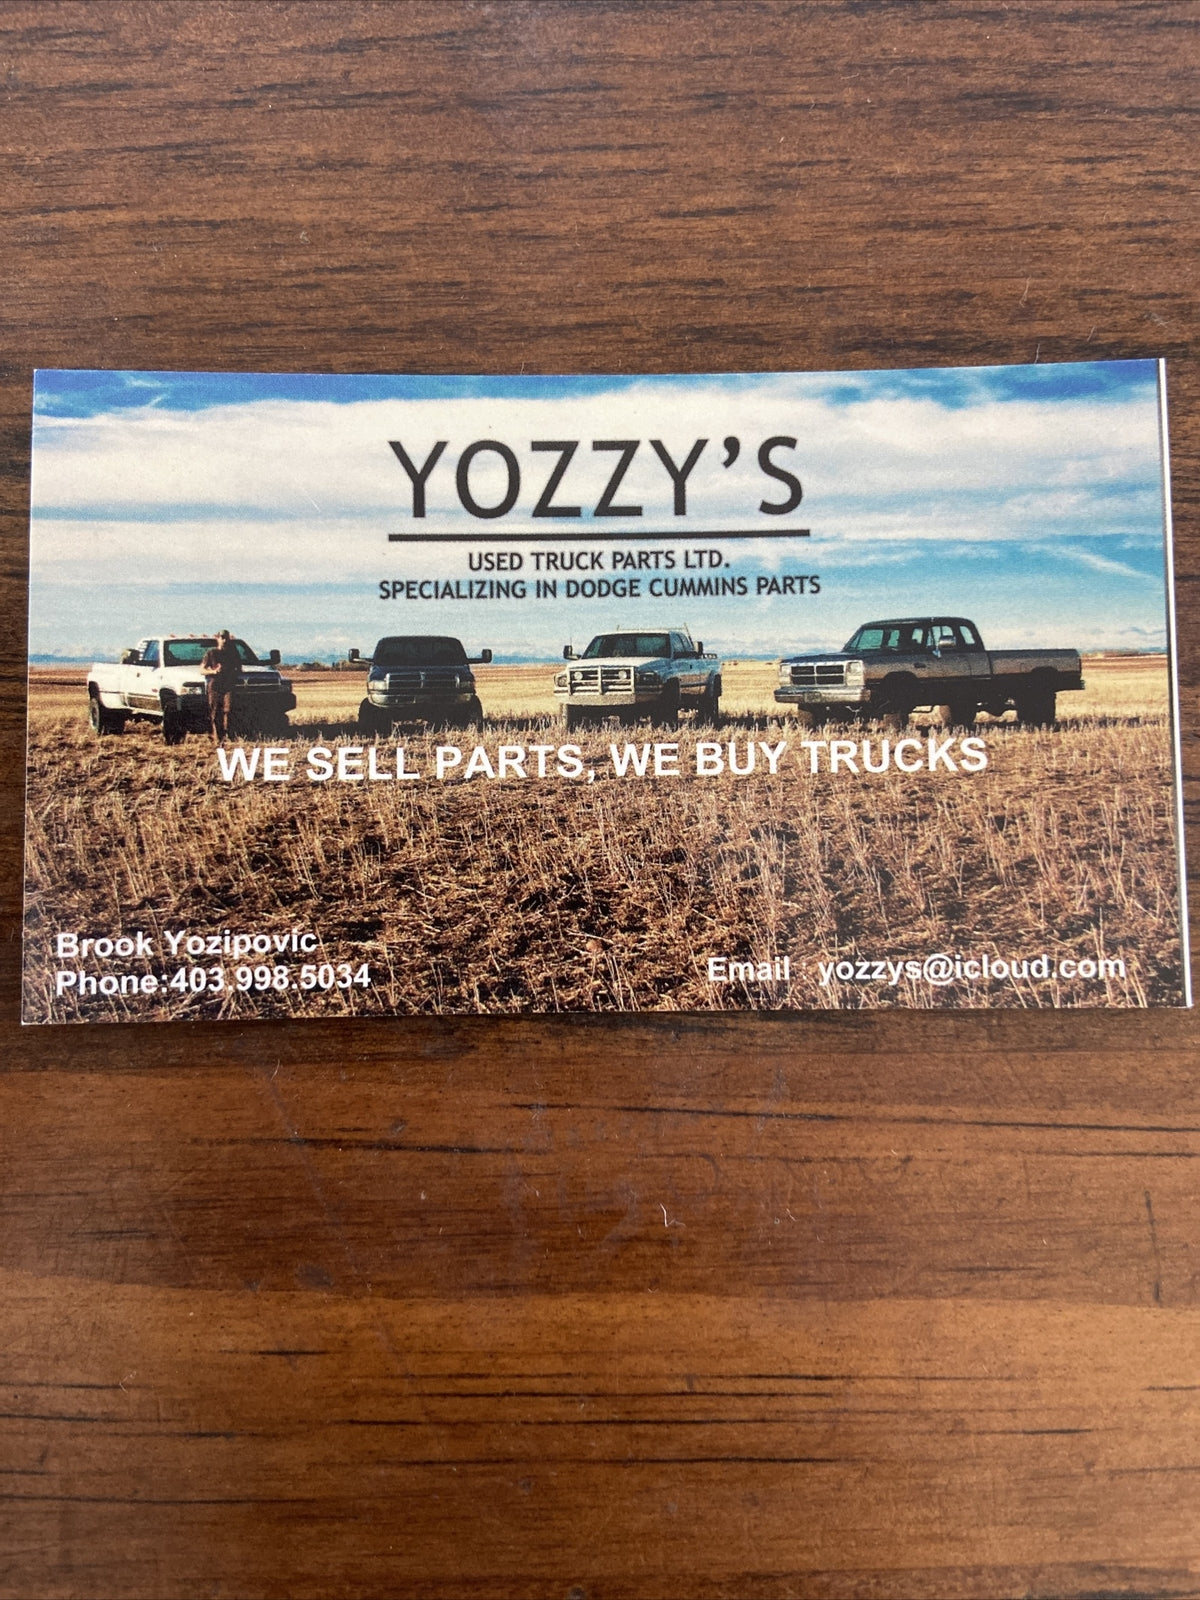 YOZZY'S
USED TRUCK PARTS LTD.
SPECIALIZING IN DODGE CUMMINS PARTS
WE SELL PARTS, WE BUY TRUCKS
Brook Yozipovic
Phone:403.998.5034
Email yozzys@icloud.com